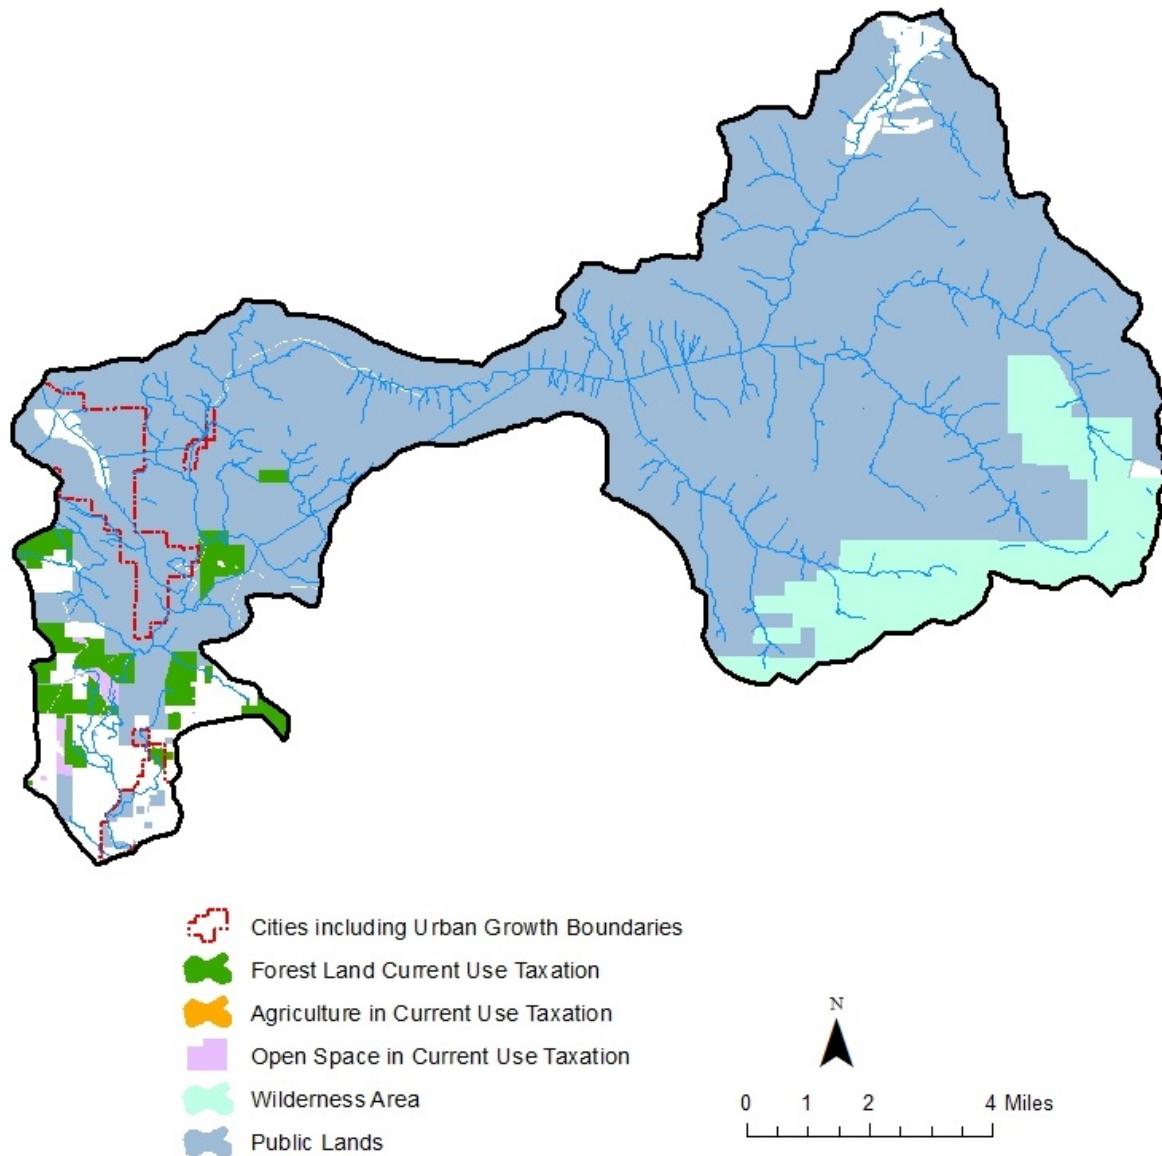 Cities including Urban Growth Boundaries
Forest Land Current Use Taxation
Agriculture in Current Use Taxation
Open Space in Current Use Taxation
Wilderness Area
Public Lands
N
0 1 2 4 Miles